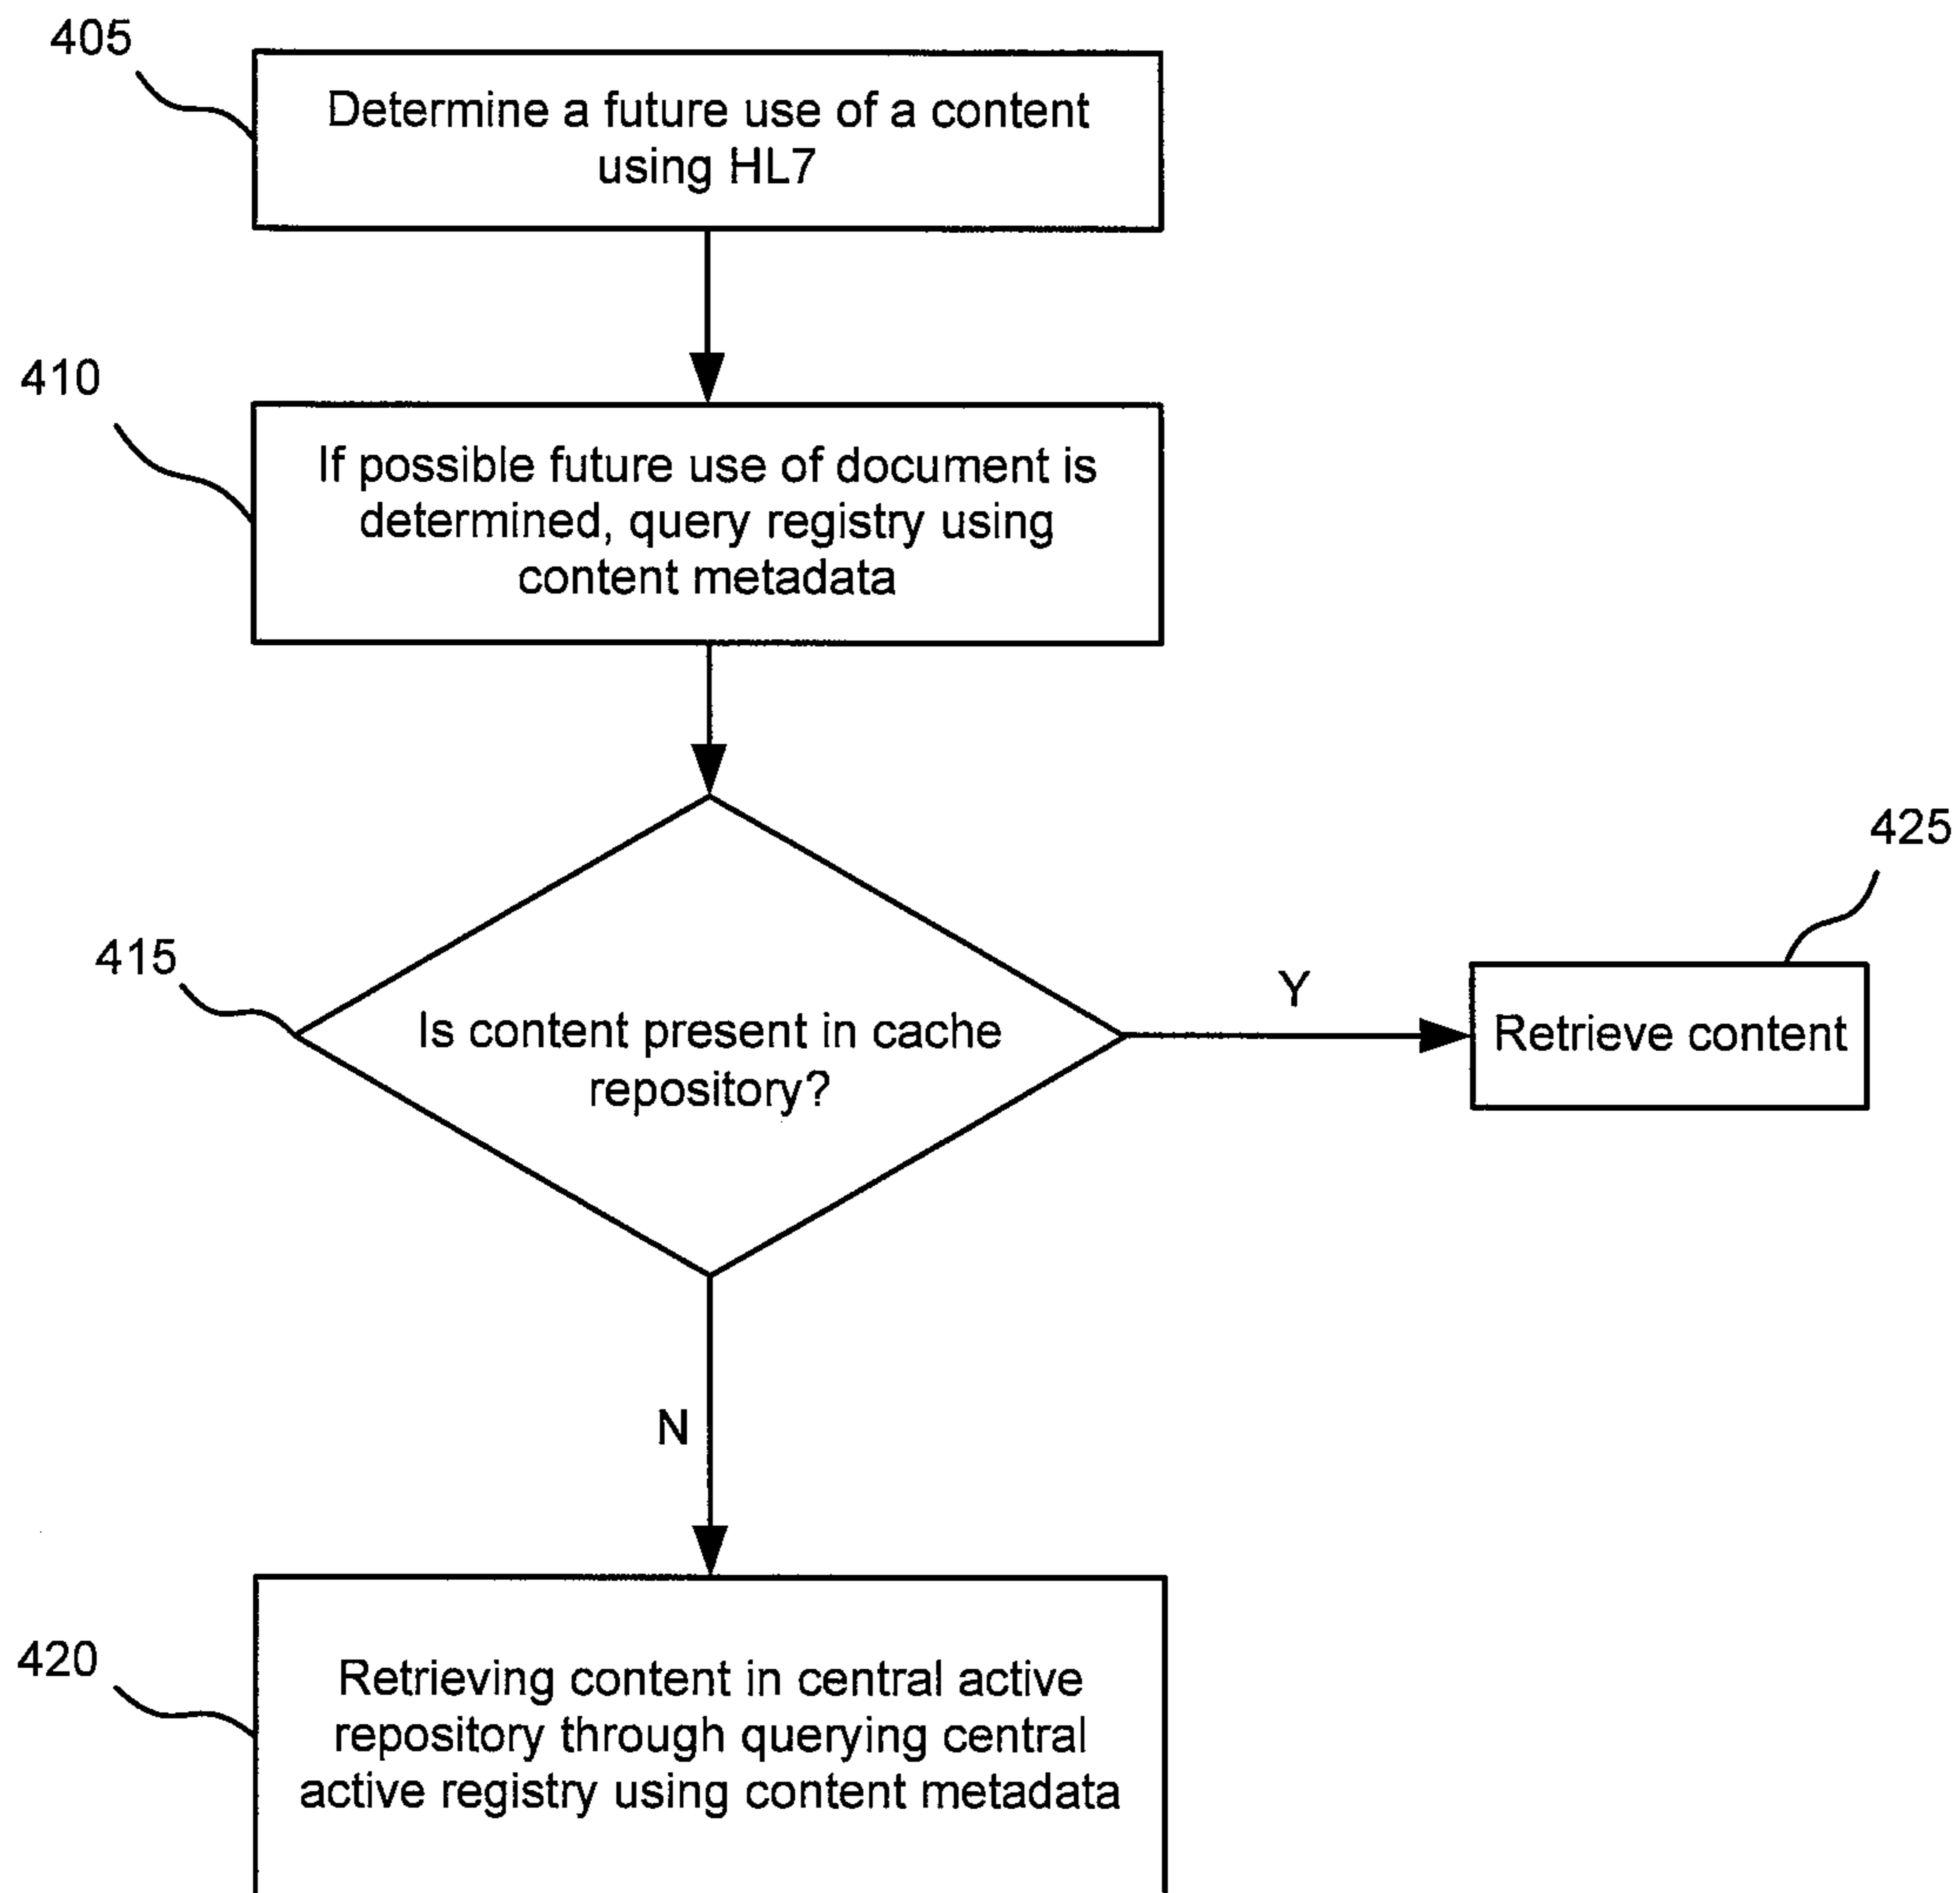 405
Determine a future use of a content
using HL7
410
If possible future use of document is
determined, query registry using
content metadata
415
Is content present in cache
repository?
Y
425
Retrieve content
N
420
Retrieving content in central active
repository through querying central
active registry using content metadata